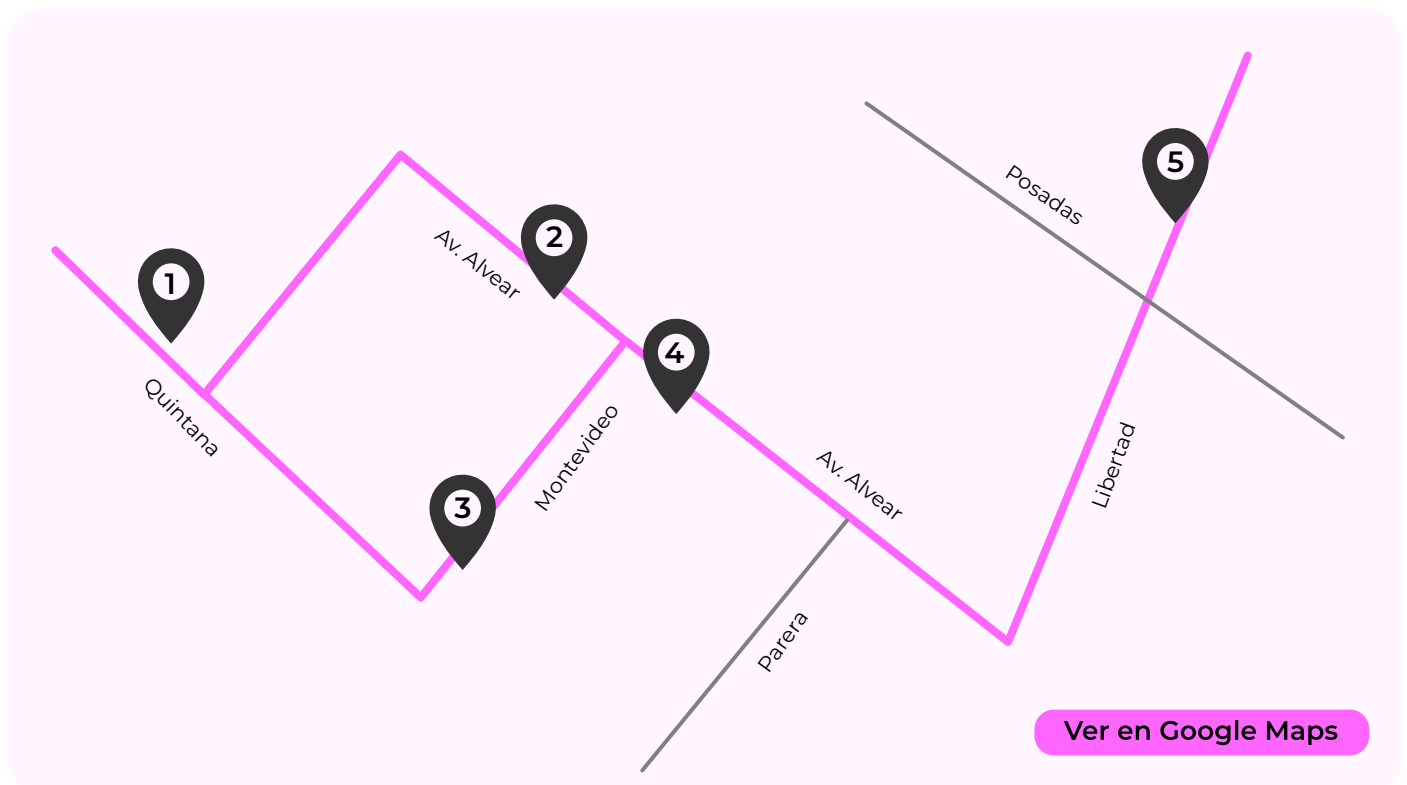 1
2
3
4
5
Quintana
Av. Alvear
Montevideo
Av. Alvear
Parera
Posadas
Libertad
Ver en Google Maps